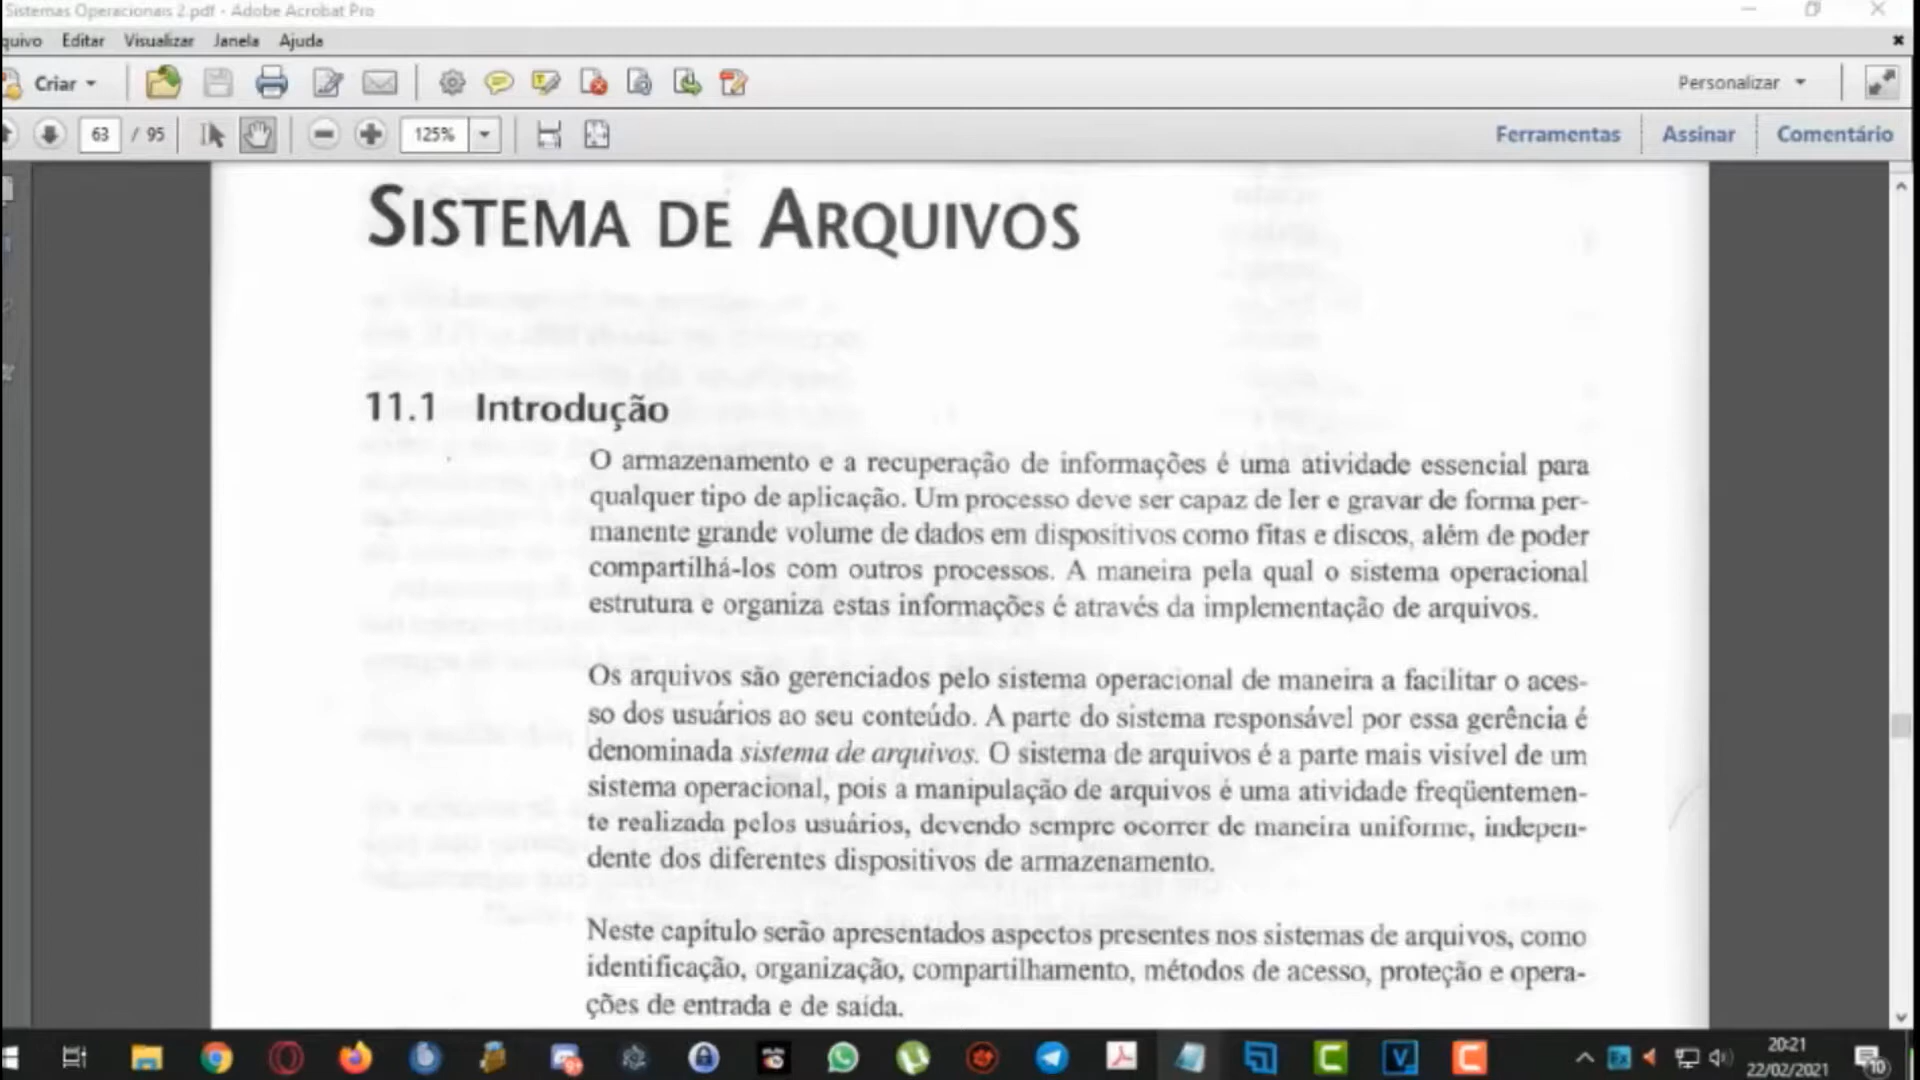 Sistemas Operacionais 2.pdf - Adobe Acrobat Pro
quivo Editar Visualizar Janela Ajuda
Criar
Personalizar
63 / 95 125% Ferramentas Assinar Comentário
SISTEMA DE ARQUIVOS
11.1 Introdução
O armazenamento e a recuperação de informações é uma atividade essencial para
qualquer tipo de aplicação. Um processo deve ser capaz de ler e gravar de forma per-
manente grande volume de dados em dispositivos como fitas e discos, além de poder
compartilhá-los com outros processos. A maneira pela qual o sistema operacional
estrutura e organiza estas informações é através da implementação de arquivos.
Os arquivos são gerenciados pelo sistema operacional de maneira a facilitar o aces-
so dos usuários ao seu conteúdo. A parte do sistema responsável por essa gerência é
denominada sistema de arquivos. O sistema de arquivos é a parte mais visível de um
sistema operacional, pois a manipulação de arquivos é uma atividade freqüentemen-
te realizada pelos usuários, devendo sempre ocorrer de maneira uniforme, indepen-
dente dos diferentes dispositivos de armazenamento.
Neste capítulo serão apresentados aspectos presentes nos sistemas de arquivos, como
identificação, organização, compartilhamento, métodos de acesso, proteção e opera-
ções de entrada e de saída.
20:21
22/02/2021
10